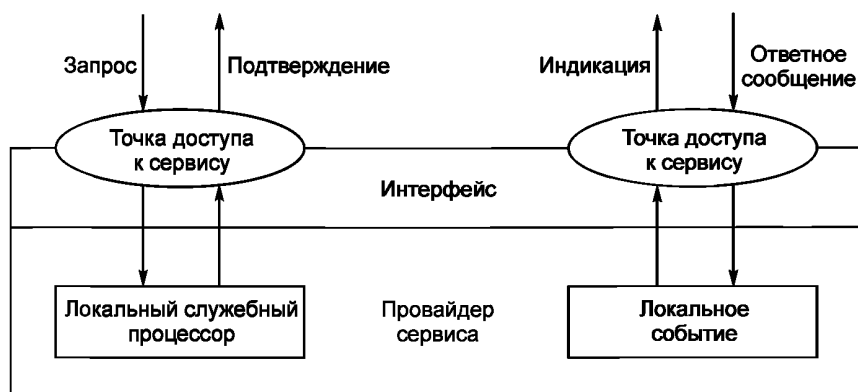 Запрос
Подтверждение
Индикация
Ответное
сообщение
Точка доступа
к сервису
Точка доступа
к сервису
Интерфейс
Локальный служебный
процессор
Провайдер
сервиса
Локальное
событие